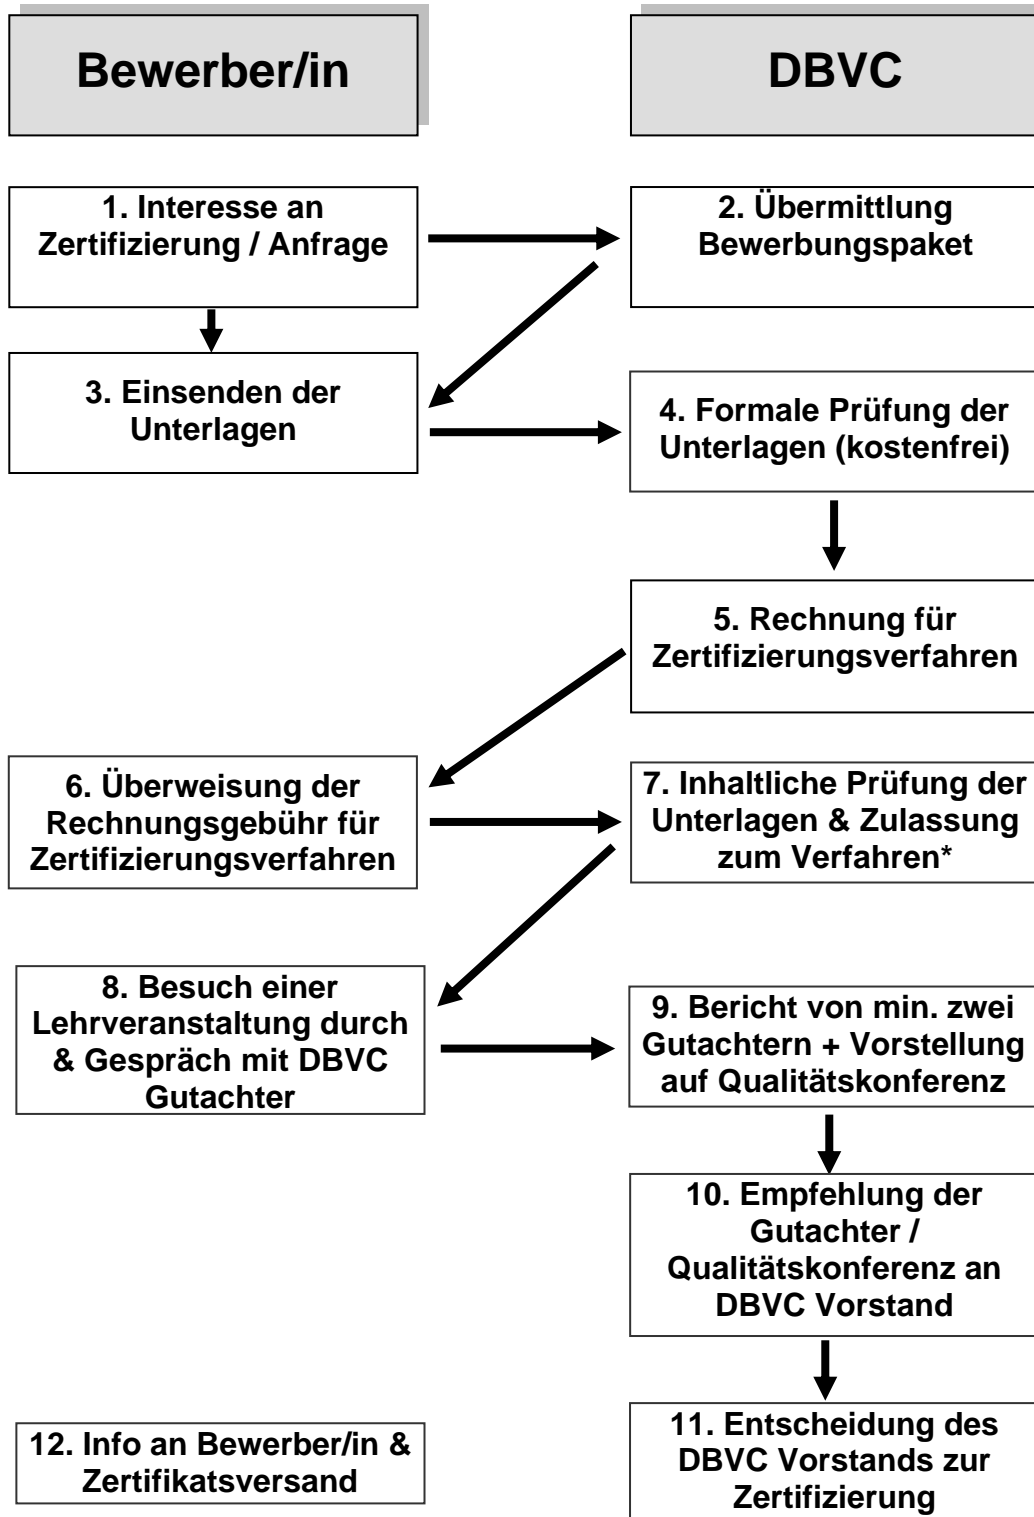 Bewerber/in
DBVC
1. Interesse an
Zertifizierung / Anfrage
2. Übermittlung
Bewerbungspaket
3. Einsenden der
Unterlagen
4. Formale Prüfung der
Unterlagen (kostenfrei)
5. Rechnung für
Zertifizierungsverfahren
6. Überweisung der
Rechnungsgebühr für
Zertifizierungsverfahren
7. Inhaltliche Prüfung der
Unterlagen & Zulassung
zum Verfahren*
8. Besuch einer
Lehrveranstaltung durch
& Gespräch mit DBVC
Gutachter
9. Bericht von min. zwei
Gutachtern + Vorstellung
auf Qualitätskonferenz
10. Empfehlung der
Gutachter /
Qualitätskonferenz an
DBVC Vorstand
11. Entscheidung des
DBVC Vorstands zur
Zertifizierung
12. Info an Bewerber/in &
Zertifikatsversand